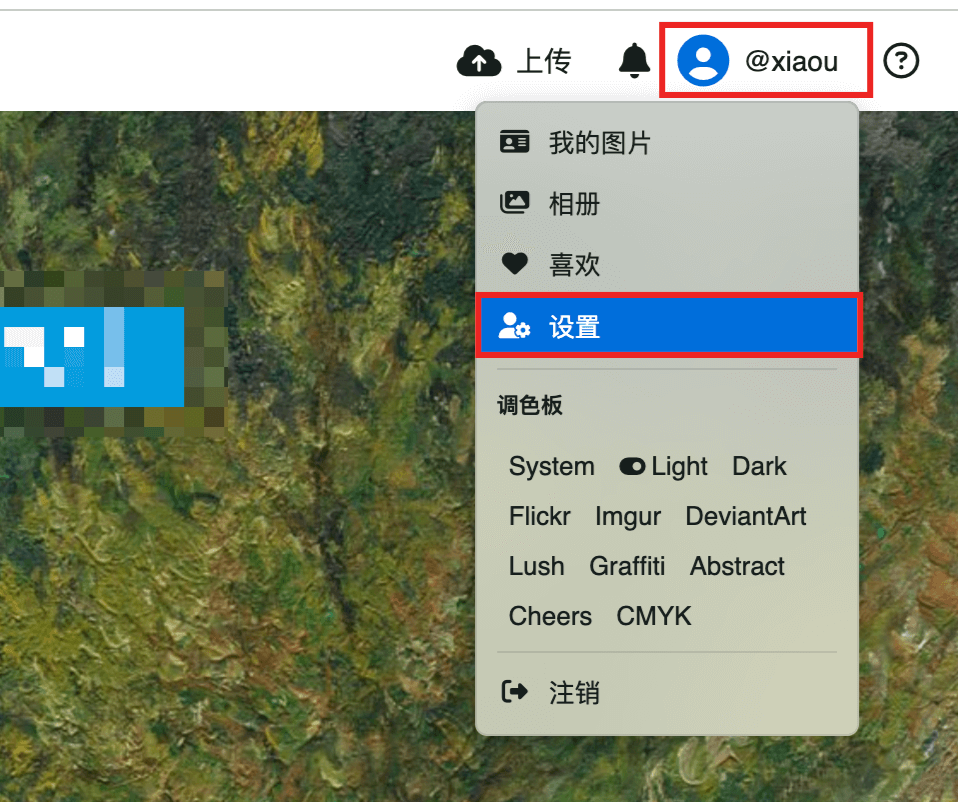 上传 @xiaou
我的图片
相册
喜欢
设置
调色板
System Light Dark
Flickr Imgur DeviantArt
Lush Graffiti Abstract
Cheers CMYK
注销